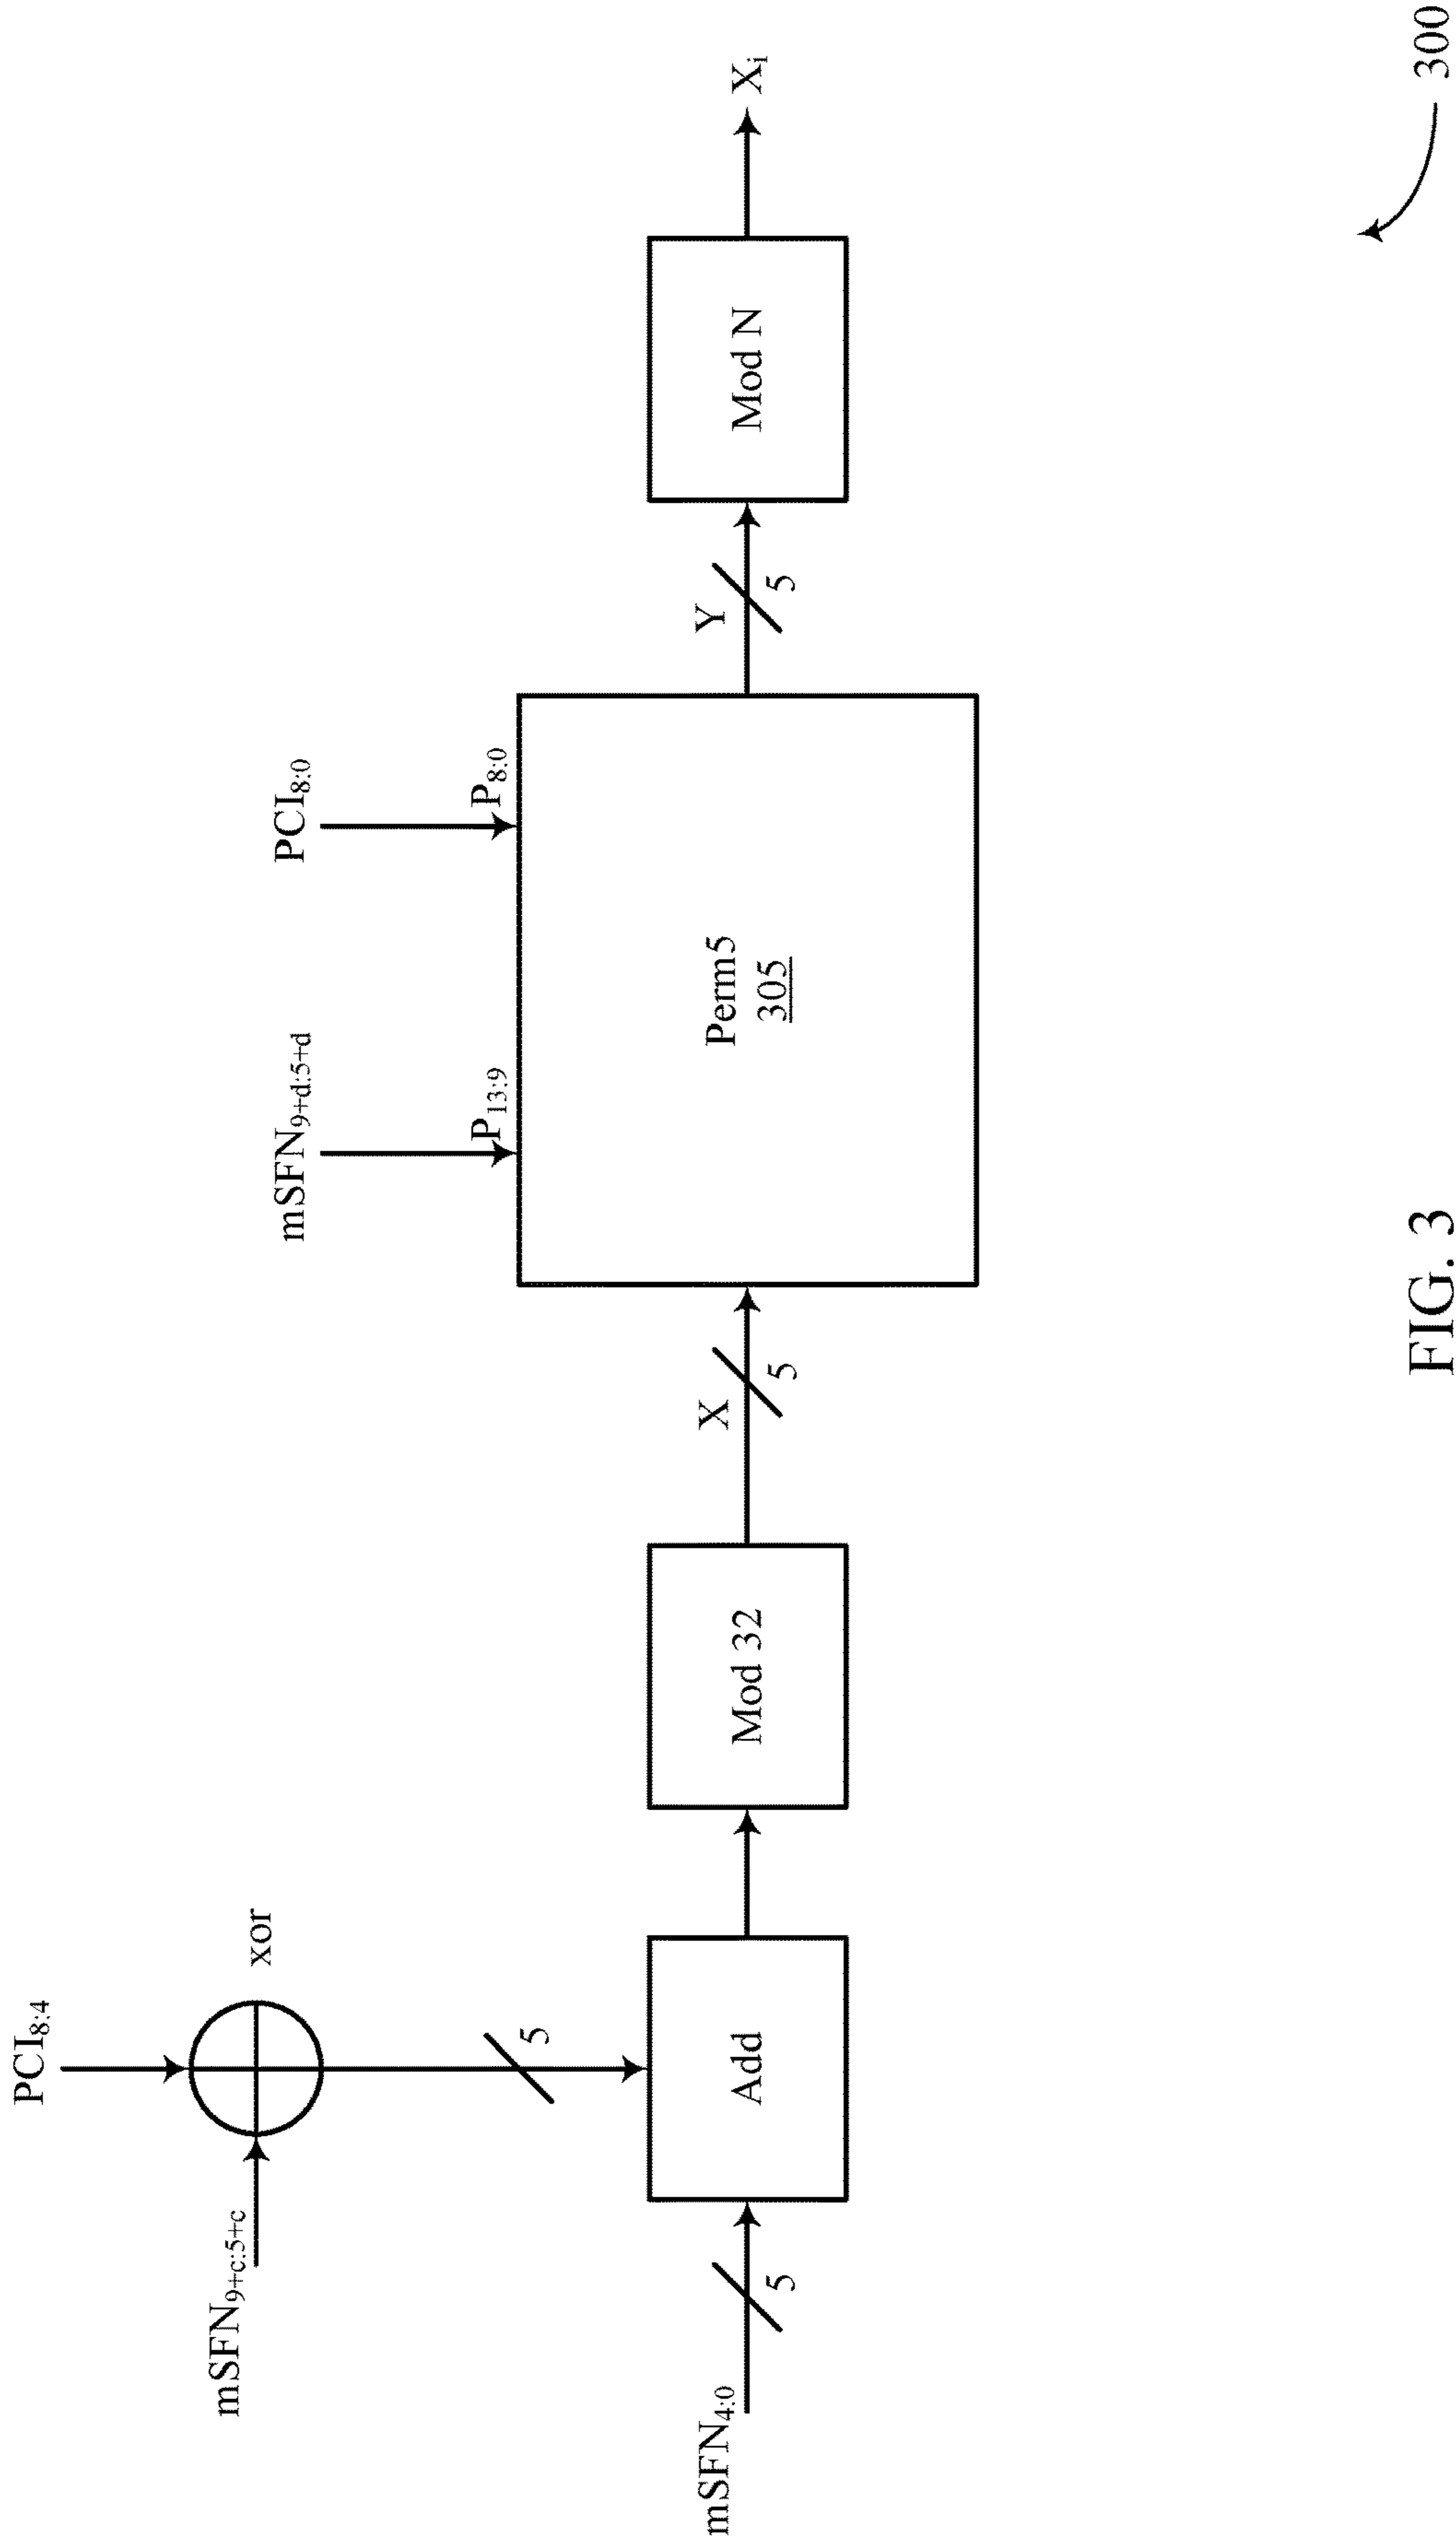 PCI8:4
xor
mSFN9+c:5+c
5
mSFN4:0
5
Add
Mod 32
X
5
mSFN9+d:5+d
PCI8:0
P13:9
P8:0
Perm5
305
Y
5
Mod N
Xi
300
FIG. 3